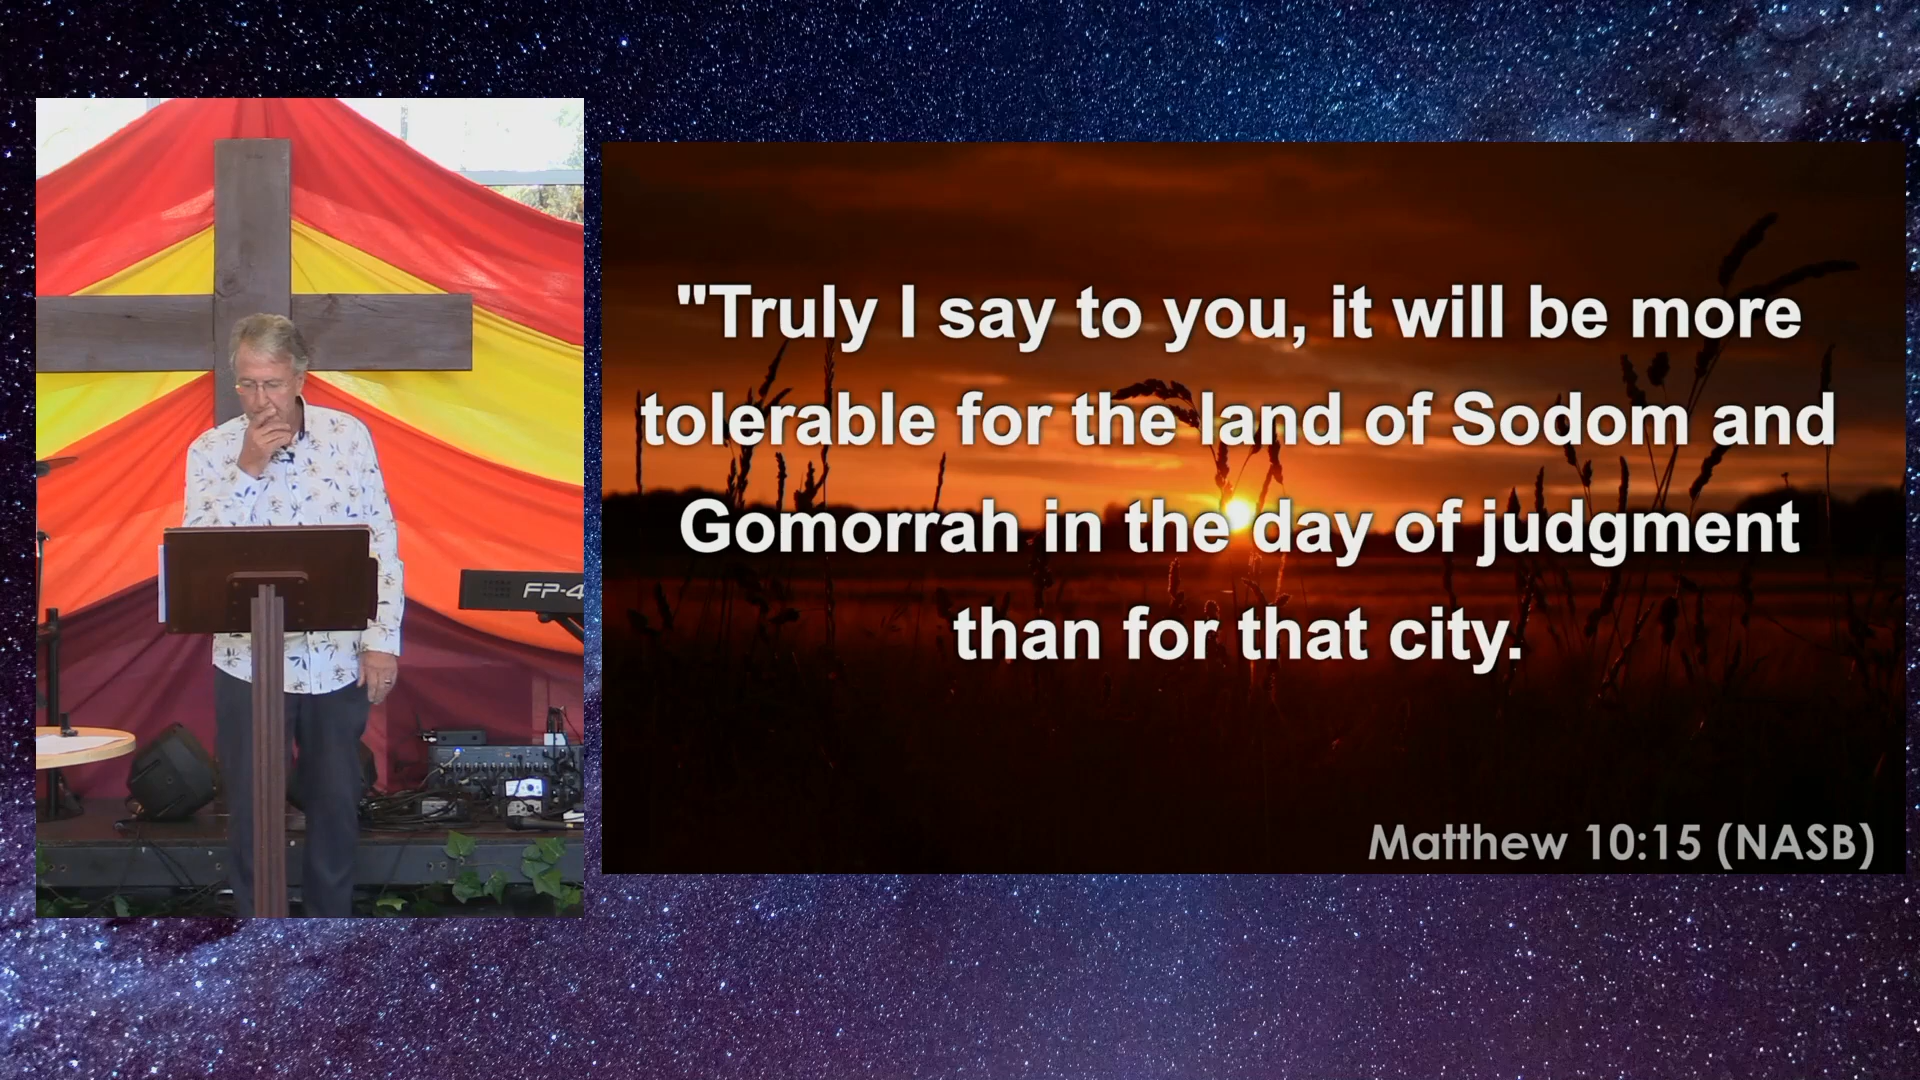 "Truly I say to you, it will be more
tolerable for the land of Sodom and
Gomorrah in the day of judgment
than for that city.
Matthew 10:15 (NASB)
FP-4